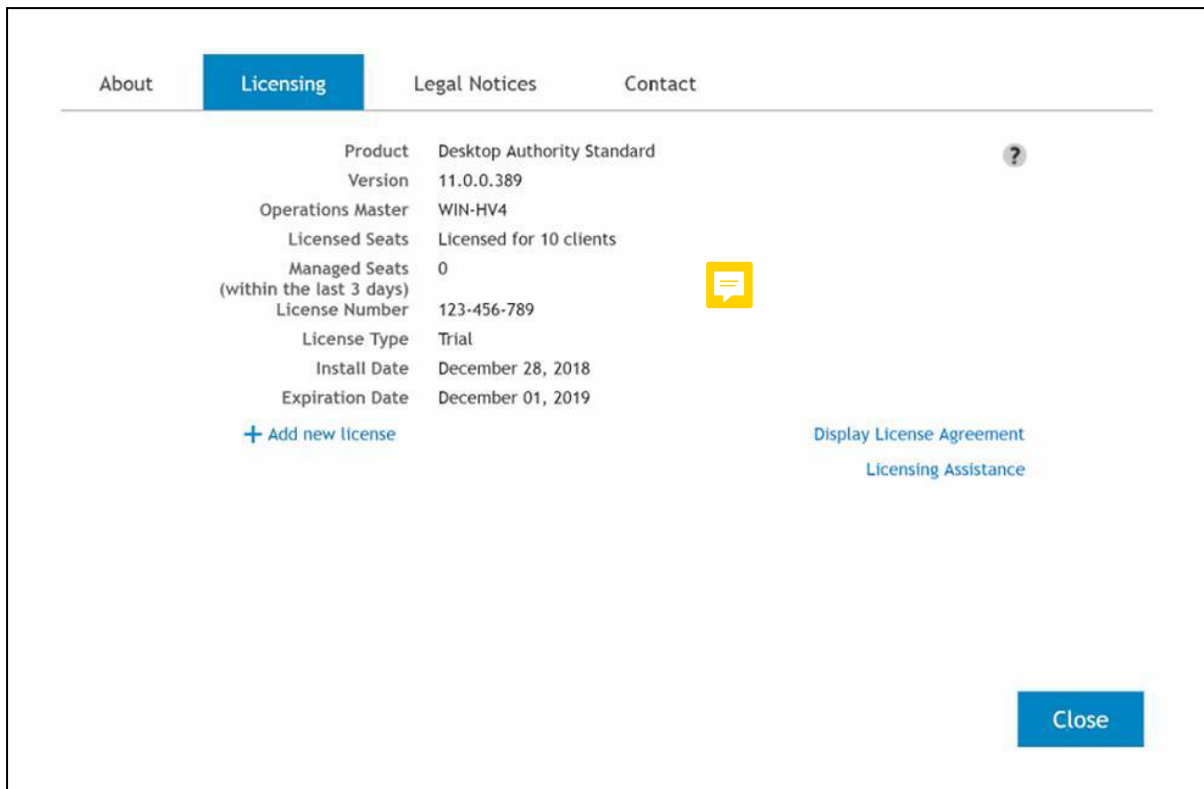 About Licensing Legal Notices Contact
Product Desktop Authority Standard
?
Version 11.0.0.389
Operations Master WIN-HV4
Licensed Seats Licensed for 10 clients
Managed Seats 0
(within the last 3 days)
License Number 123-456-789
License Type Trial
Install Date December 28, 2018
Expiration Date December 01, 2019
+ Add new license Display License Agreement
Licensing Assistance
Close